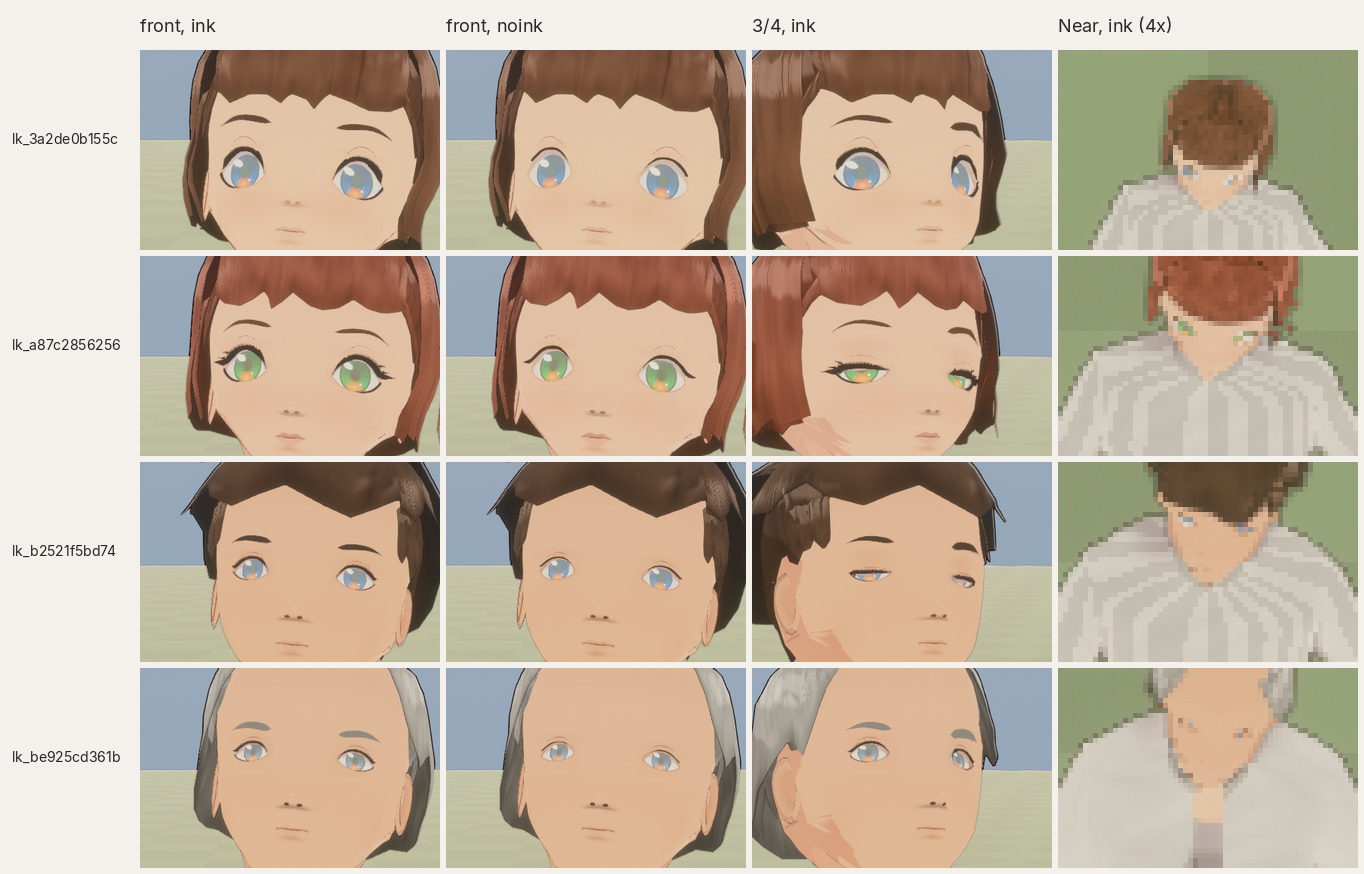 front, ink
front, noink
3/4, ink
Near, ink (4x)
lk_3a2de0b155c
lk_a87c2856256
lk_b2521f5bd74
lk_be925cd361b